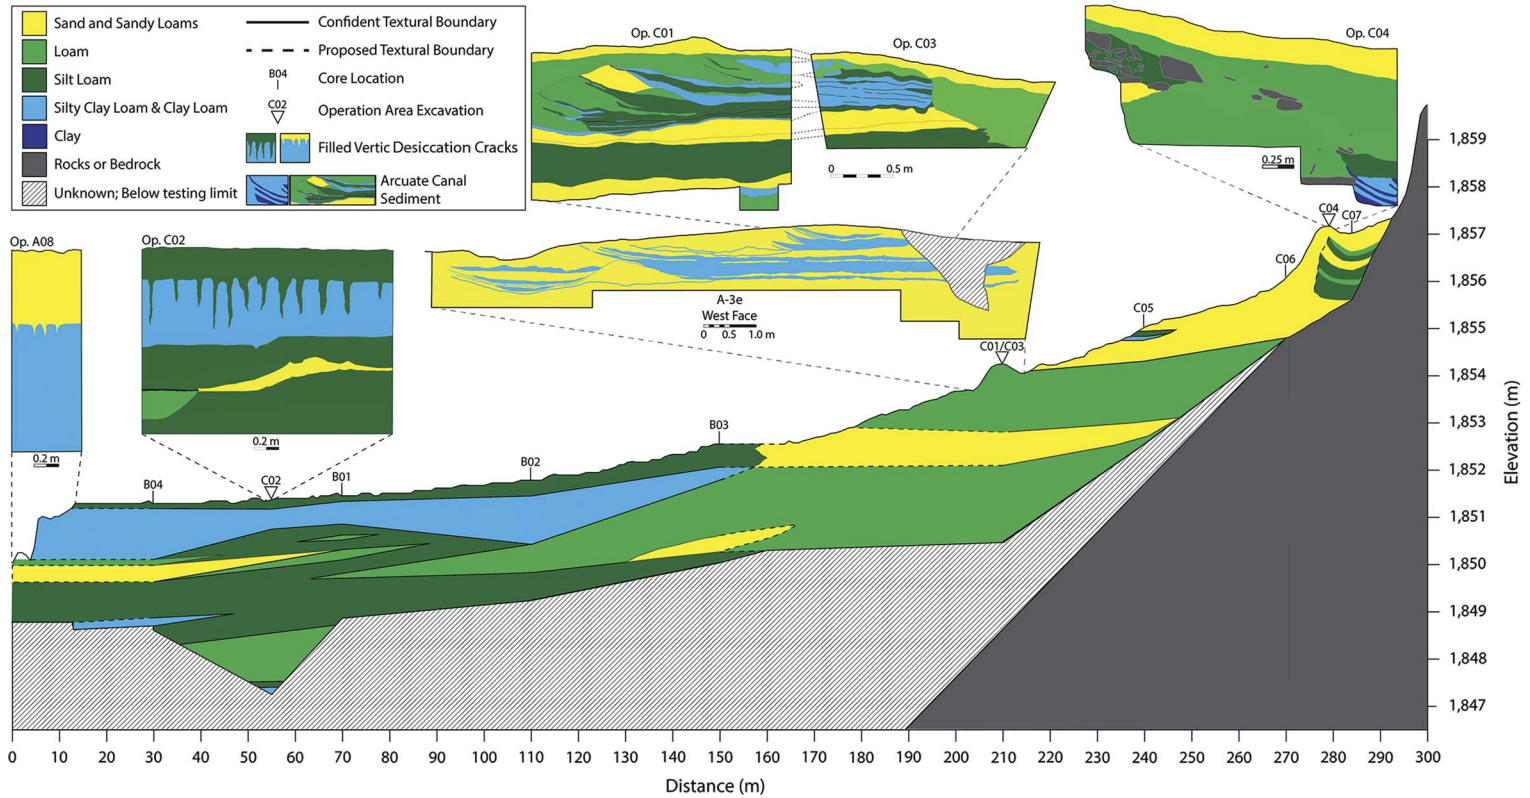 Sand and Sandy Loams
Loam
Silt Loam
Silty Clay Loam & Clay Loam
Clay
Rocks or Bedrock
Unknown; Below testing limit
Confident Textural Boundary
Proposed Textural Boundary
B04
Core Location
C02
Operation Area Excavation
Filled Vertic Desiccation Cracks
Arcuate Canal
Sediment
Op. C01
Op. C03
0 0.5 m
Op. C04
0.25 m
Op. A08
0.2 m
Op. C02
0.2 m
A-3e
West Face
0 0.5 1.0 m
B04
C02
B01
B02
B03
C01/C03
C05
C06
C04
C07
1,859
1,858
1,857
1,856
1,855
1,854
1,853
1,852
1,851
1,850
1,849
1,848
1,847
Elevation (m)
0 10 20 30 40 50 60 70 80 90 100 110 120 130 140 150 160 170 180 190 200 210 220 230 240 250 260 270 280 290 300
Distance (m)